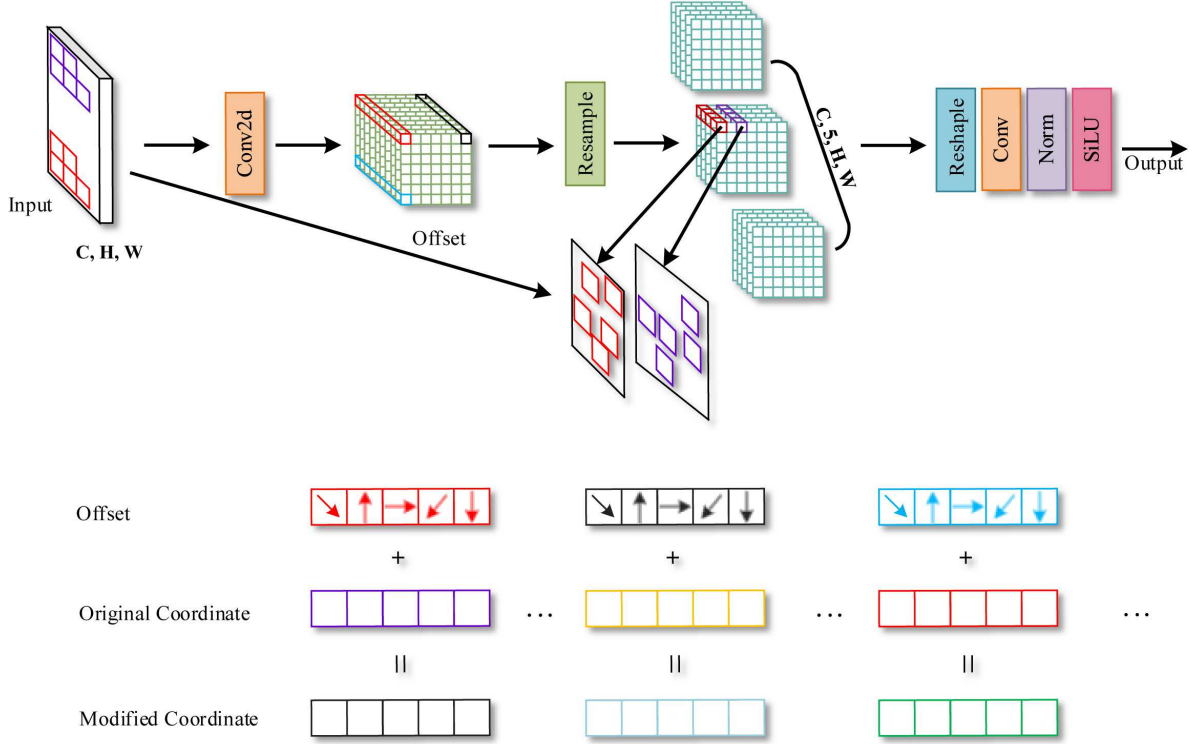 Input
C, H, W
Conv2d
Offset
Resample
C, 5, H, W
Reshaple
Conv
Norm
SiLU
Output
Offset
+
+
+
Original Coordinate
...
...
...
=
=
=
Modified Coordinate